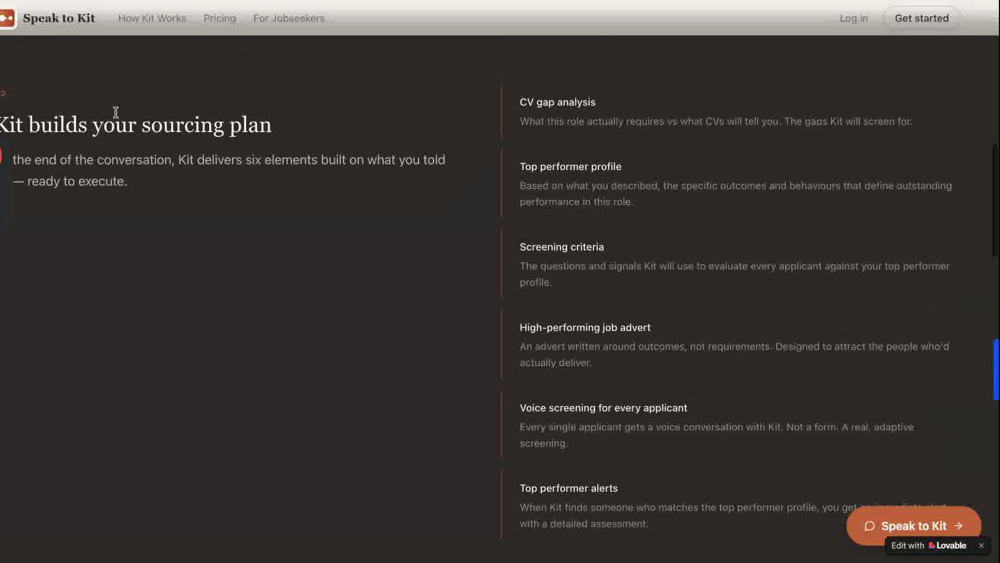 Speak to Kit
How Kit Works
Pricing
For Jobseekers
Log in
Get started
Kit builds your sourcing plan
the end of the conversation, Kit delivers six elements built on what you told
— ready to execute.
CV gap analysis
What this role actually requires vs what CVs will tell you. The gaps Kit will screen for.
Top performer profile
Based on what you described, the specific outcomes and behaviours that define outstanding
performance in this role.
Screening criteria
The questions and signals Kit will use to evaluate every applicant against your top performer
profile.
High-performing job advert
An advert written around outcomes, not requirements. Designed to attract the people who'd
actually deliver.
Voice screening for every applicant
Every single applicant gets a voice conversation with Kit. Not a form. A real, adaptive
screening.
Top performer alerts
When Kit finds someone who matches the top performer profile, you get
with a detailed assessment.
Speak to Kit →
Edit with Lovable ×